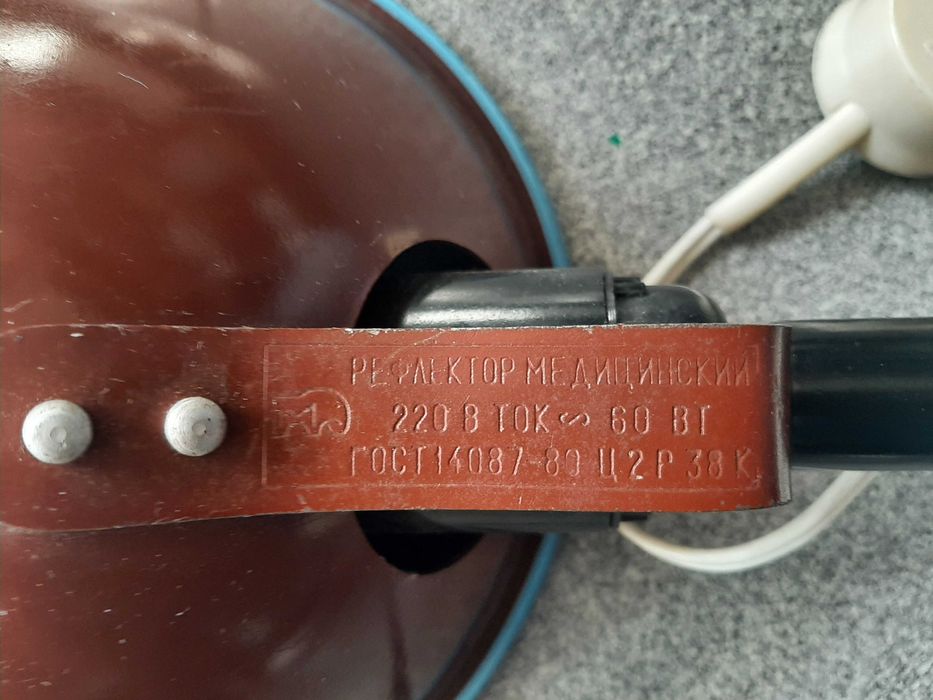 РЕФЛЕКТОР МЕДИЦИНСКИЙ
220 В ТОК ∾ 60 ВТ
ГОСТ14087-80 Ц 2 Р 38 К